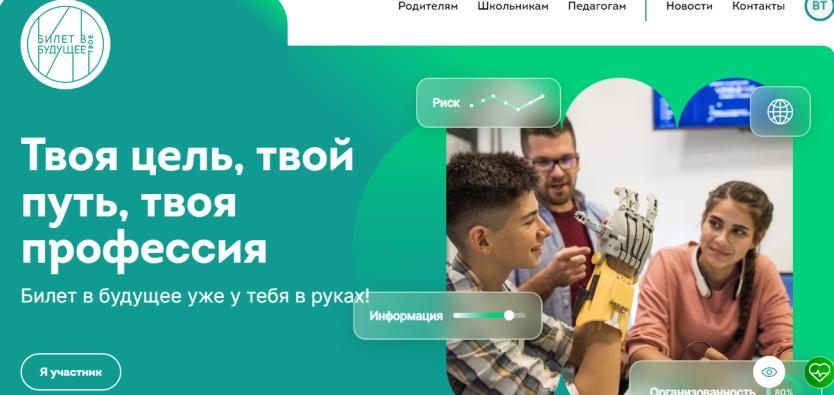 Родителям Школьникам Педагогам Новости Контакты ВТ
БИЛЕТ В
БУДУЩЕЕ
ТВОЕ
Риск
Твоя цель, твой
путь, твоя
профессия
Билет в будущее уже у тебя в руках!
Информация
Я участник
Организованность 80%